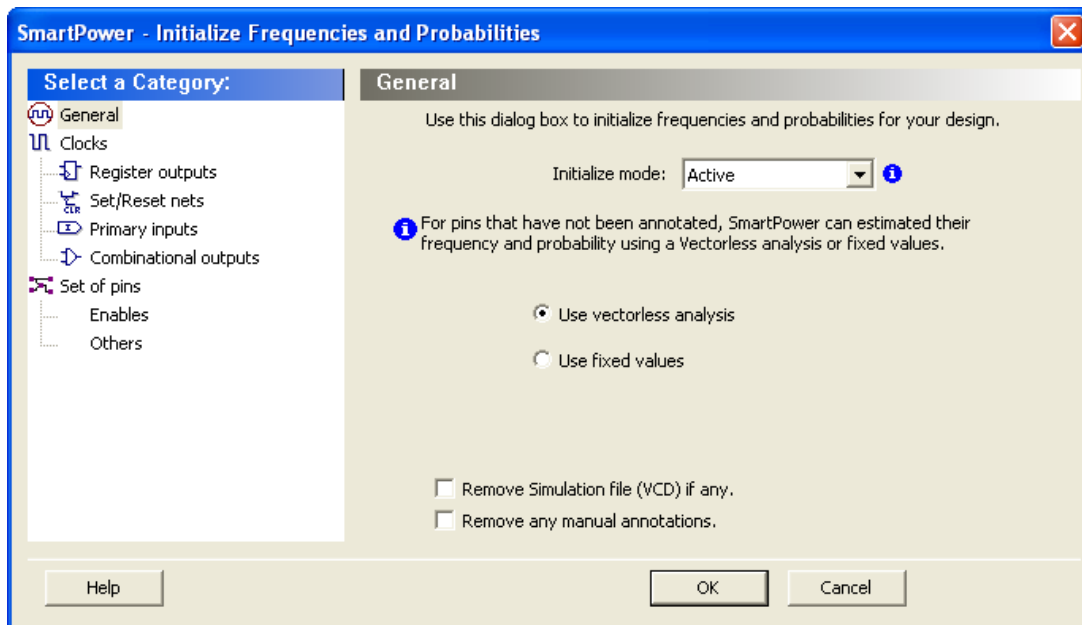 SmartPower - Initialize Frequencies and Probabilities
Select a Category:
General
Clocks
Register outputs
CLR
Set/Reset nets
Primary inputs
Combinational outputs
Set of pins
Enables
Others
General
Use this dialog box to initialize frequencies and probabilities for your design.
Initialize mode: Active
For pins that have not been annotated, SmartPower can estimated their
frequency and probability using a Vectorless analysis or fixed values.
Use vectorless analysis
Use fixed values
Remove Simulation file (VCD) if any.
Remove any manual annotations.
Help
OK
Cancel